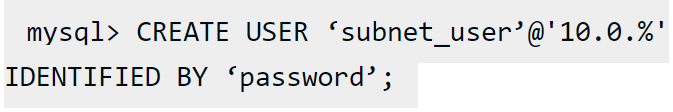 mysql> CREATE USER ‘subnet_user’@'10.0.%'
IDENTIFIED BY ‘password’;